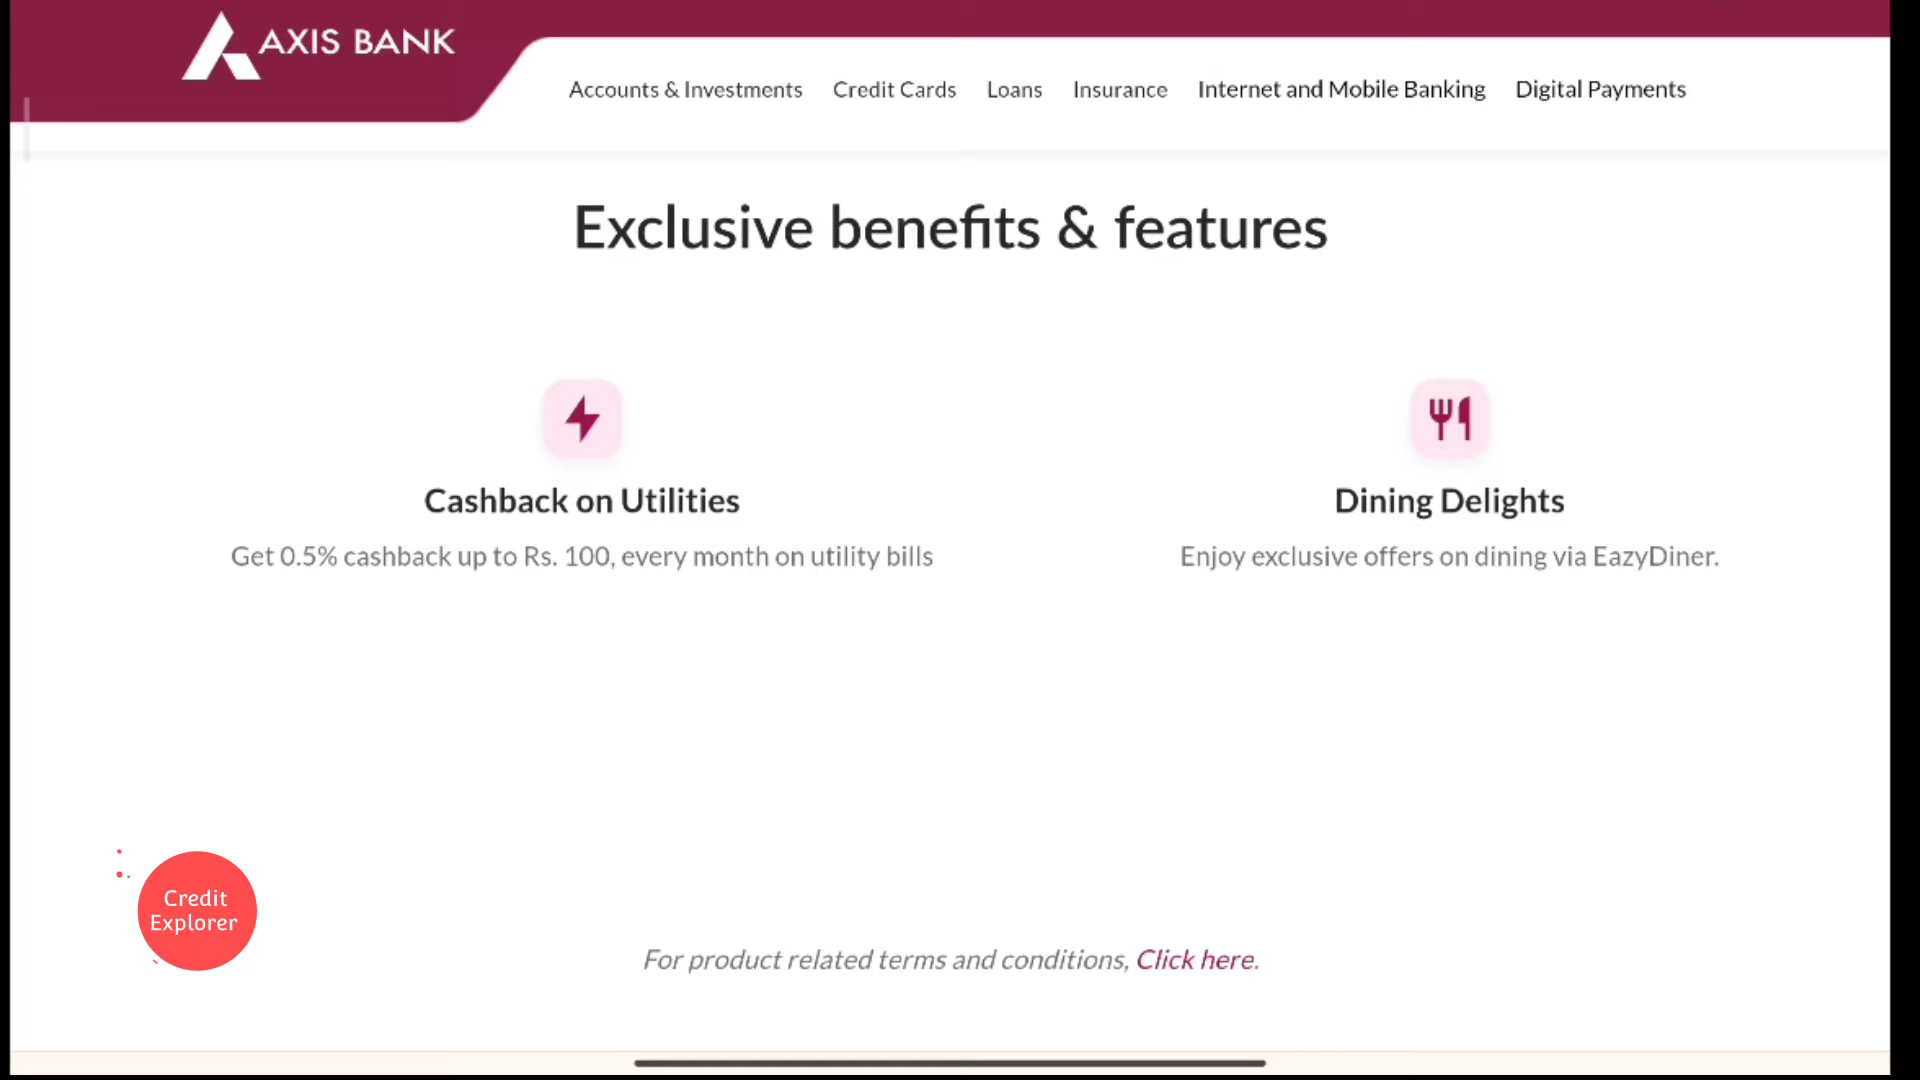 AXIS BANK
Accounts & Investments Credit Cards Loans Insurance Internet and Mobile Banking Digital Payments
Exclusive benefits & features
Cashback on Utilities
Get 0.5% cashback up to Rs. 100, every month on utility bills
Dining Delights
Enjoy exclusive offers on dining via EazyDiner.
Credit
Explorer
For product related terms and conditions, Click here.